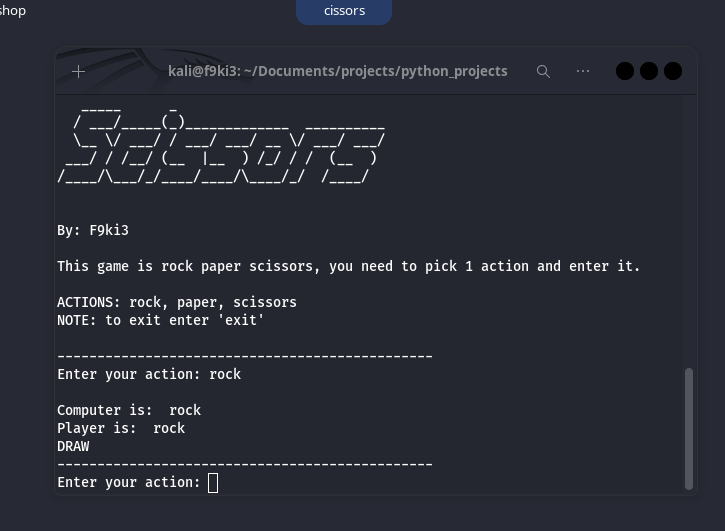 shop
cissors
kali@f9ki3: ~/Documents/projects/python_projects
Scissors
By: F9ki3
This game is rock paper scissors, you need to pick 1 action and enter it.
ACTIONS: rock, paper, scissors
NOTE: to exit enter 'exit'
-----------------------------------------------
Enter your action: rock
Computer is:  rock
Player is:  rock
DRAW
-----------------------------------------------
Enter your action: